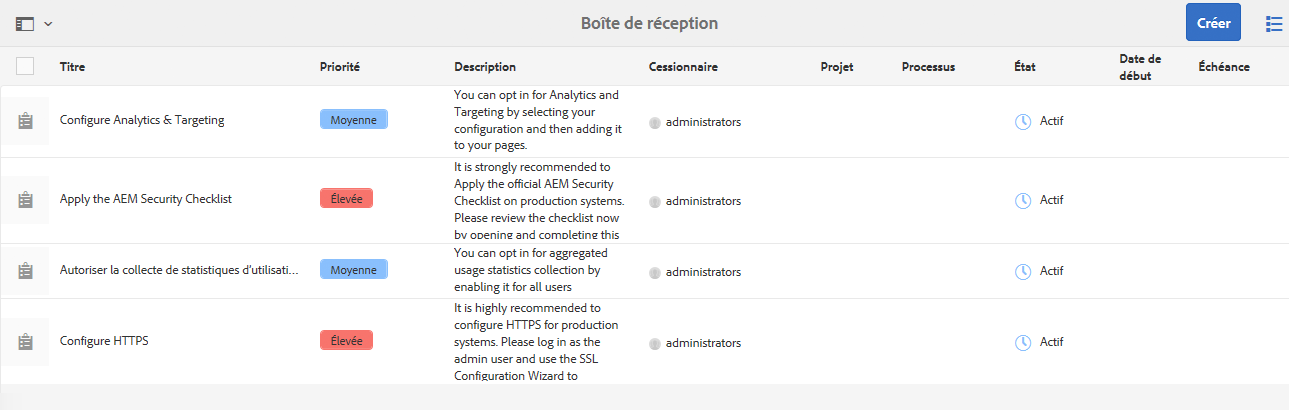 Boîte de réception
Créer
Titre
Priorité
Description
Cessionnaire
Projet
Processus
État
Date de
début
Échéance
Configure Analytics & Targeting
Moyenne
You can opt in for Analytics and
Targeting by selecting your
configuration and then adding it
to your pages.
administrators
Actif
Apply the AEM Security Checklist
Élevée
It is strongly recommended to
Apply the official AEM Security
Checklist on production systems.
Please review the checklist now
by opening and completing this
administrators
Actif
Autoriser la collecte de statistiques d'utilisati...
Moyenne
You can opt in for aggregated
usage statistics collection by
enabling it for all users
administrators
Actif
Configure HTTPS
Élevée
It is highly recommended to
configure HTTPS for production
systems. Please log in as the
admin user and use the SSL
Configuration Wizard to
administrators
Actif